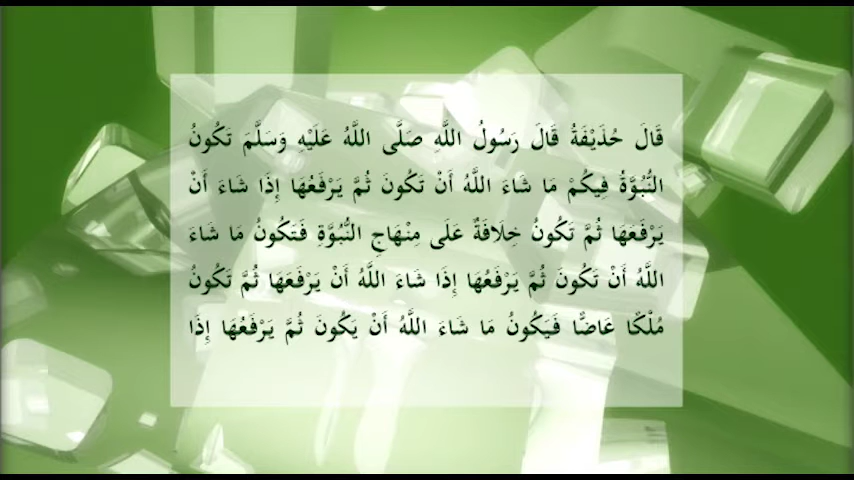 قَالَ حُذَيْفَةُ قَالَ رَسُولُ اللَّهِ صَلَّى اللَّهُ عَلَيْهِ وَسَلَّمَ تَكُونُ
النُّبُوَّةُ فِيكُمْ مَا شَاءَ اللَّهُ أَنْ تَكُونَ ثُمَّ يَرْفَعُهَا إِذَا شَاءَ أَنْ
يَرْفَعَهَا ثُمَّ تَكُونُ خِلَافَةٌ عَلَى مِنْهَاجِ النُّبُوَّةِ فَتَكُونُ مَا شَاءَ
اللَّهُ أَنْ تَكُونَ ثُمَّ يَرْفَعُهَا إِذَا شَاءَ اللَّهُ أَنْ يَرْفَعَهَا ثُمَّ تَكُونُ
مُلْكًا عَاضًّا فَيَكُونُ مَا شَاءَ اللَّهُ أَنْ يَكُونَ ثُمَّ يَرْفَعُهَا إِذَا